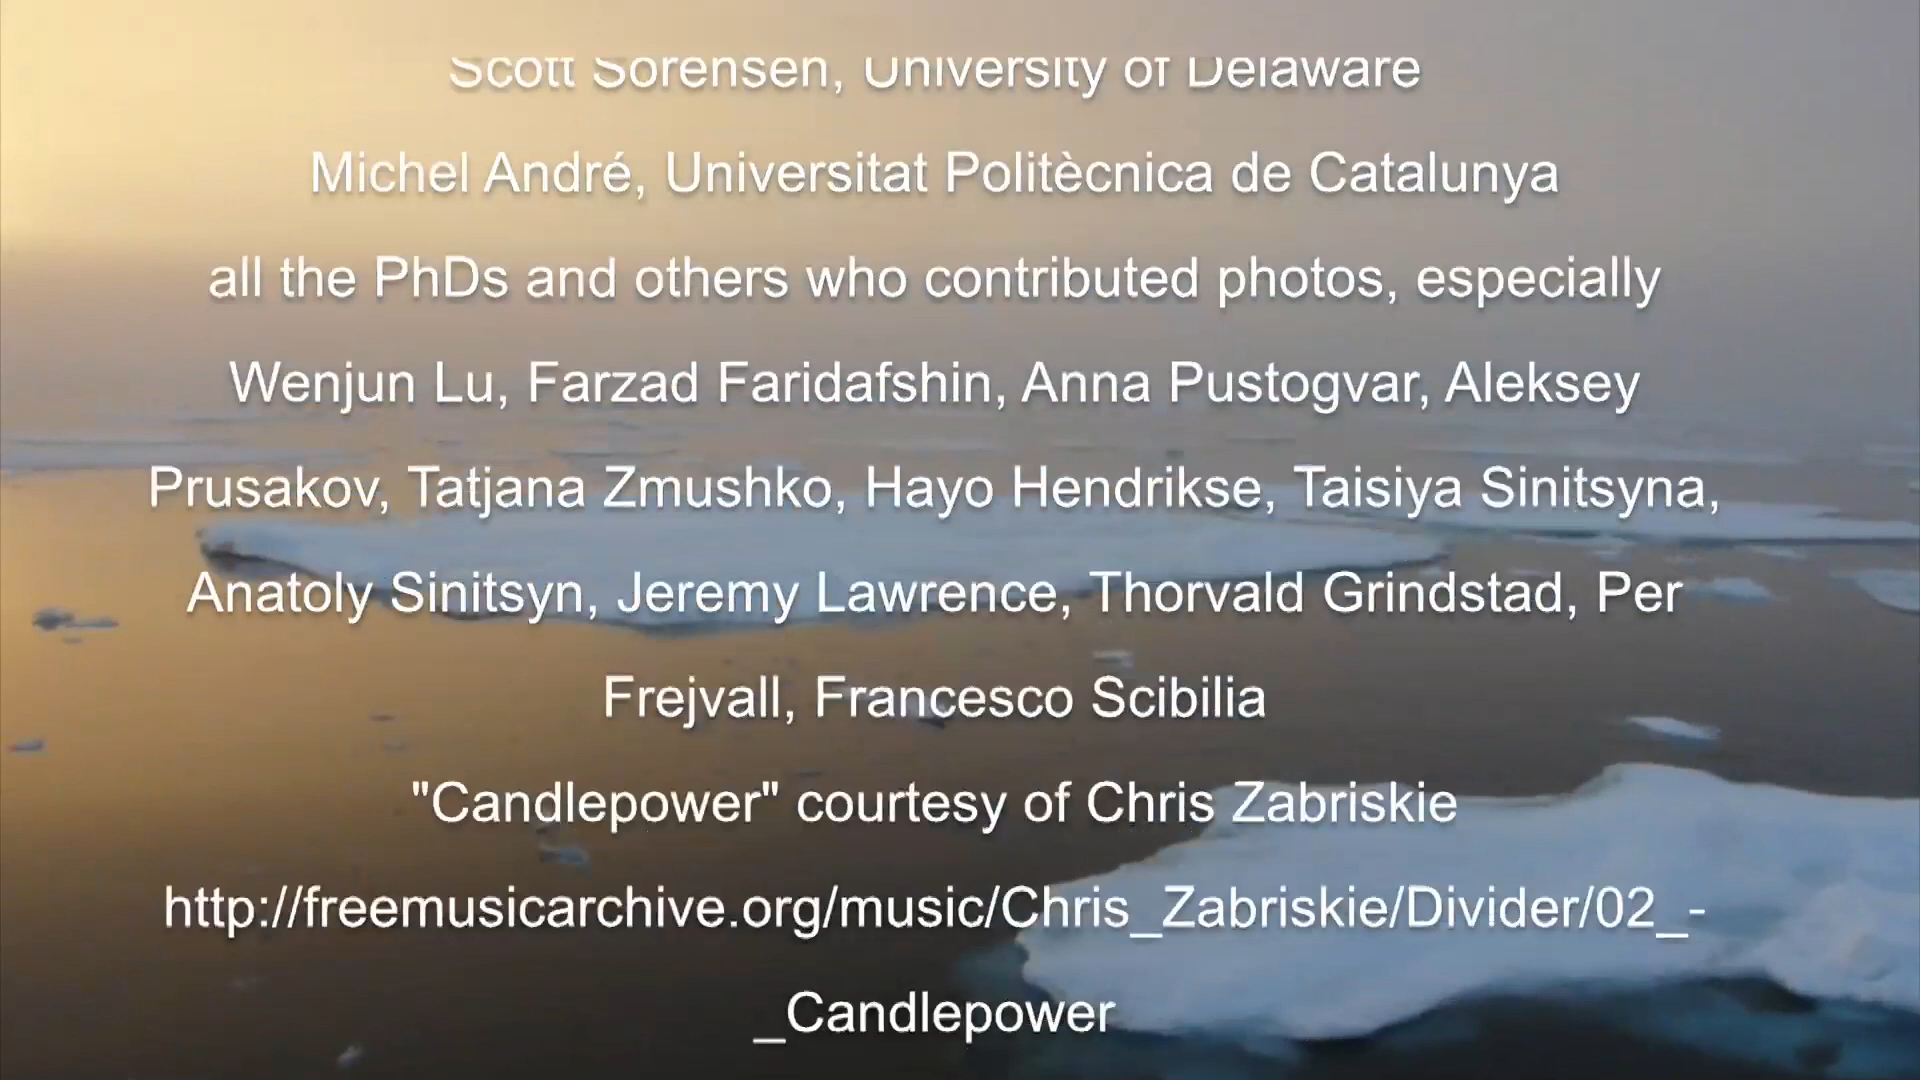 Scott Sorensen, University of Delaware
Michel André, Universitat Politècnica de Catalunya
all the PhDs and others who contributed photos, especially
Wenjun Lu, Farzad Faridafshin, Anna Pustogvar, Aleksey
Prusakov, Tatjana Zmushko, Hayo Hendrikse, Taisiya Sinitsyna,
Anatoly Sinitsyn, Jeremy Lawrence, Thorvald Grindstad, Per
Frejvall, Francesco Scibilia
"Candlepower" courtesy of Chris Zabriskie
http://freemusicarchive.org/music/Chris_Zabriskie/Divider/02_-
_Candlepower